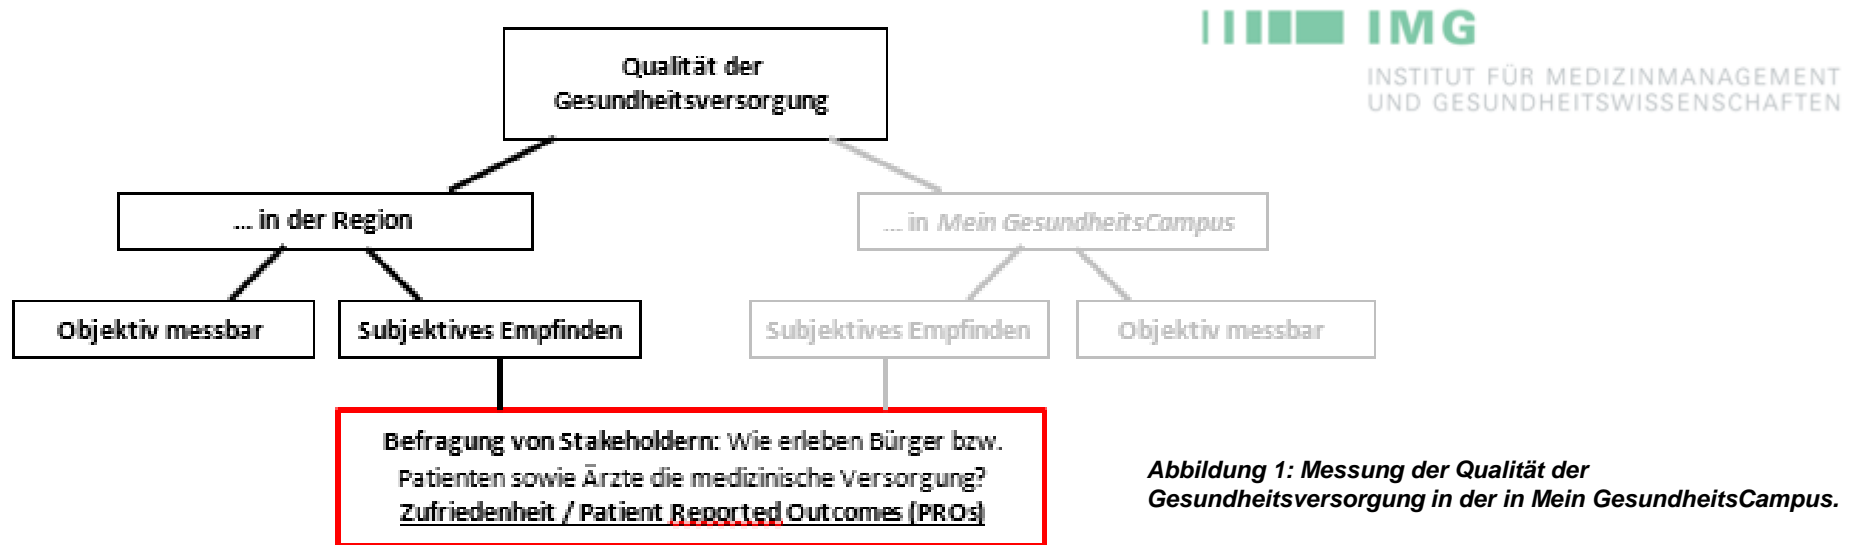 IMG
INSTITUT FÜR MEDIZINMANAGEMENT
UND GESUNDHEITSWISSENSCHAFTEN
Qualität der
Gesundheitsversorgung
... in der Region
... in Mein GesundheitsCampus
Objektiv messbar
Subjektives Empfinden
Subjektives Empfinden
Objektiv messbar
Befragung von Stakeholdern: Wie erleben Bürger bzw.
Patienten sowie Ärzte die medizinische Versorgung?
Zufriedenheit / Patient Reported Outcomes (PROs)
Abbildung 1: Messung der Qualität der
Gesundheitsversorgung in der in Mein GesundheitsCampus.